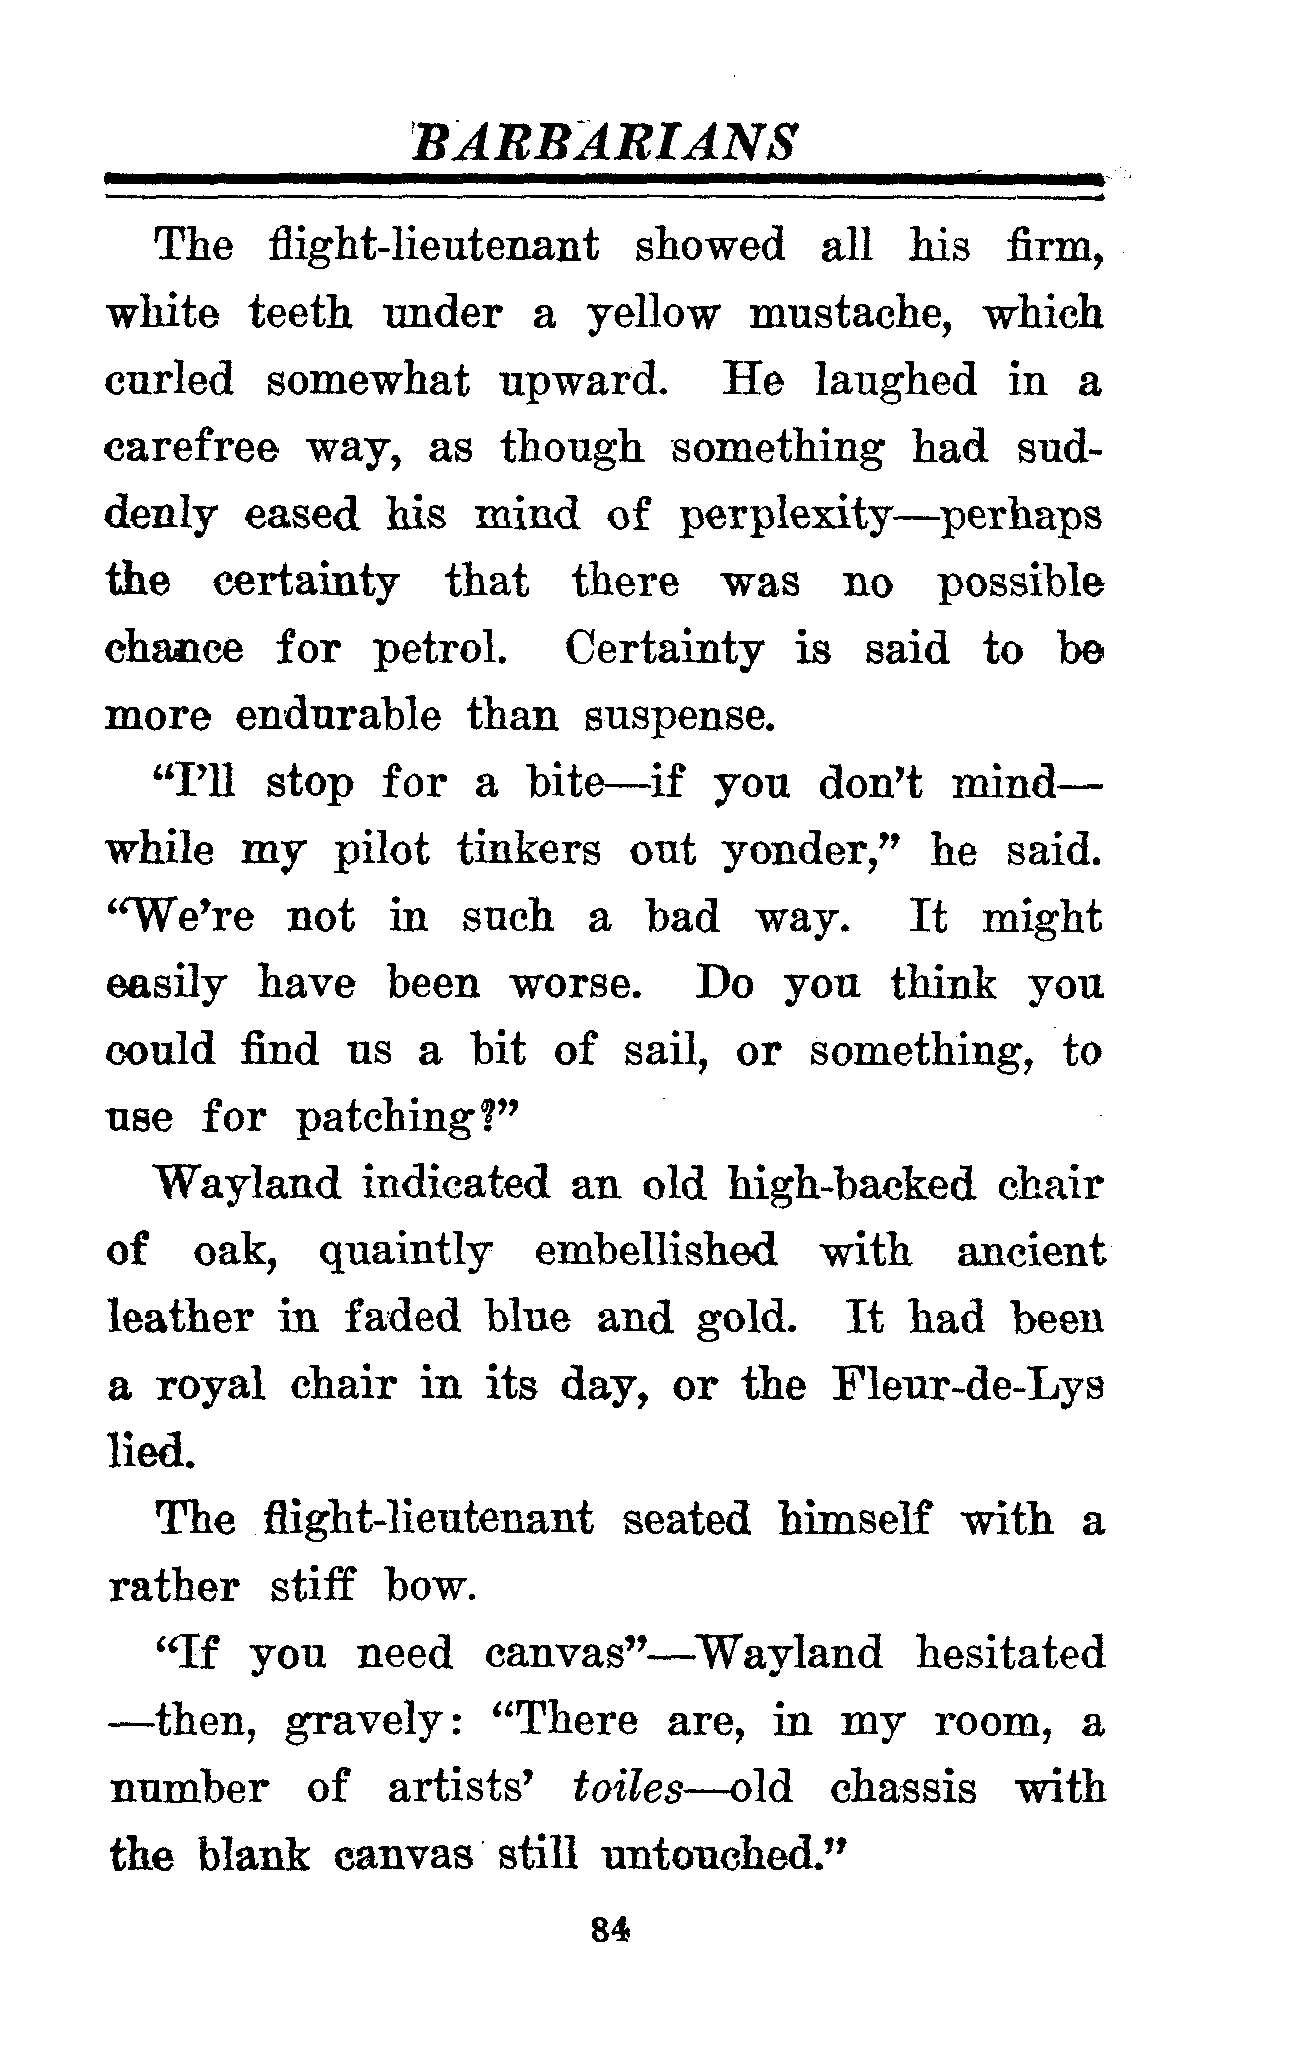 BARBARIANS
The flight-lieutenant showed all his firm,
white teeth under a yellow mustache, which
curled somewhat upward. He laughed in a
carefree way, as though something had sud-
denly eased his mind of perplexity—perhaps
the certainty that there was no possible
chance for petrol. Certainty is said to be
more endurable than suspense.
“I’ll stop for a bite—if you don’t mind—
while my pilot tinkers out yonder,” he said.
“We’re not in such a bad way. It might
easily have been worse. Do you think you
could find us a bit of sail, or something, to
use for patching?”
Wayland indicated an old high-backed chair
of oak, quaintly embellished with ancient
leather in faded blue and gold. It had been
a royal chair in its day, or the Fleur-de-Lys
lied.
The flight-lieutenant seated himself with a
rather stiff bow.
“If you need canvas”—Wayland hesitated
—then, gravely: “There are, in my room, a
number of artists’ toiles—old chassis with
the blank canvas still untouched.”
84